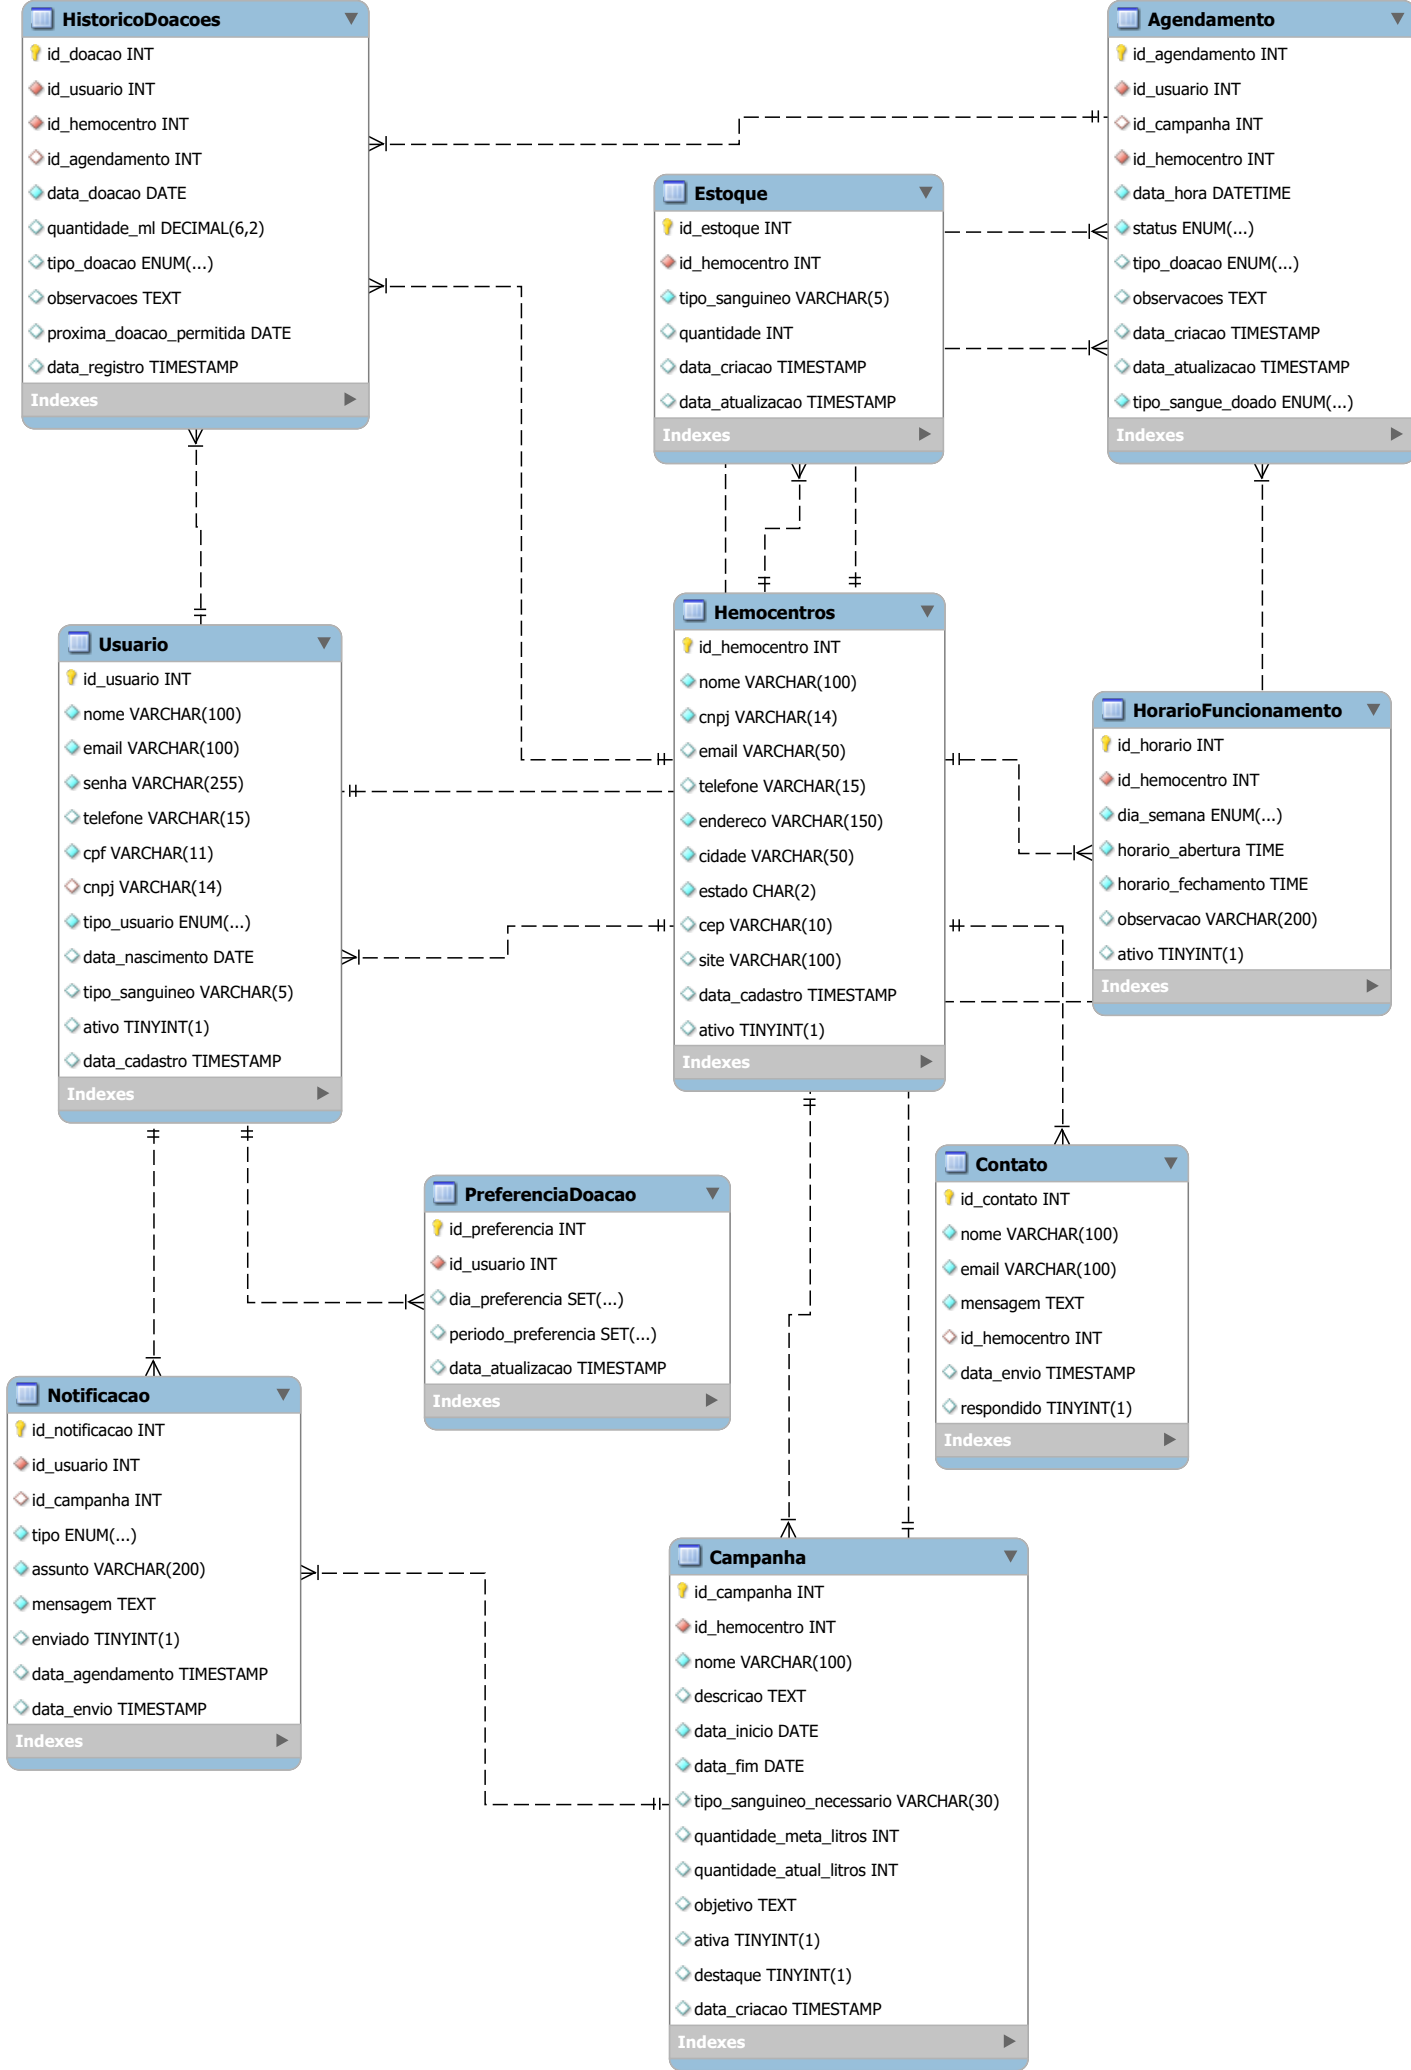 HistoricoDoacoes
id_doacao INT
id_usuario INT
id_hemocentro INT
id_agendamento INT
data_doacao DATE
quantidade_ml DECIMAL(6,2)
tipo_doacao ENUM(...)
observacoes TEXT
proxima_doacao_permitida DATE
data_registro TIMESTAMP
Indexes
Agendamento
id_agendamento INT
id_usuario INT
id_campanha INT
id_hemocentro INT
data_hora DATETIME
status ENUM(...)
tipo_doacao ENUM(...)
observacoes TEXT
data_criacao TIMESTAMP
data_atualizacao TIMESTAMP
tipo_sangue_doado ENUM(...)
Indexes
Estoque
id_estoque INT
id_hemocentro INT
tipo_sanguineo VARCHAR(5)
quantidade INT
data_criacao TIMESTAMP
data_atualizacao TIMESTAMP
Indexes
Usuario
id_usuario INT
nome VARCHAR(100)
email VARCHAR(100)
senha VARCHAR(255)
telefone VARCHAR(15)
cpf VARCHAR(11)
cnpj VARCHAR(14)
tipo_usuario ENUM(...)
data_nascimento DATE
tipo_sanguineo VARCHAR(5)
ativo TINYINT(1)
data_cadastro TIMESTAMP
Indexes
Hemocentros
id_hemocentro INT
nome VARCHAR(100)
cnpj VARCHAR(14)
email VARCHAR(50)
telefone VARCHAR(15)
endereco VARCHAR(150)
cidade VARCHAR(50)
estado CHAR(2)
cep VARCHAR(10)
site VARCHAR(100)
data_cadastro TIMESTAMP
ativo TINYINT(1)
Indexes
HorarioFuncionamento
id_horario INT
id_hemocentro INT
dia_semana ENUM(...)
horario_abertura TIME
horario_fechamento TIME
observacao VARCHAR(200)
ativo TINYINT(1)
Indexes
PreferenciaDoacao
id_preferencia INT
id_usuario INT
dia_preferencia SET(...)
periodo_preferencia SET(...)
data_atualizacao TIMESTAMP
Indexes
Contato
id_contato INT
nome VARCHAR(100)
email VARCHAR(100)
mensagem TEXT
id_hemocentro INT
data_envio TIMESTAMP
respondido TINYINT(1)
Indexes
Notificacao
id_notificacao INT
id_usuario INT
id_campanha INT
tipo ENUM(...)
assunto VARCHAR(200)
mensagem TEXT
enviado TINYINT(1)
data_agendamento TIMESTAMP
data_envio TIMESTAMP
Indexes
Campanha
id_campanha INT
id_hemocentro INT
nome VARCHAR(100)
descricao TEXT
data_inicio DATE
data_fim DATE
tipo_sanguineo_necessario VARCHAR(30)
quantidade_meta_litros INT
quantidade_atual_litros INT
objetivo TEXT
ativa TINYINT(1)
destaque TINYINT(1)
data_criacao TIMESTAMP
Indexes